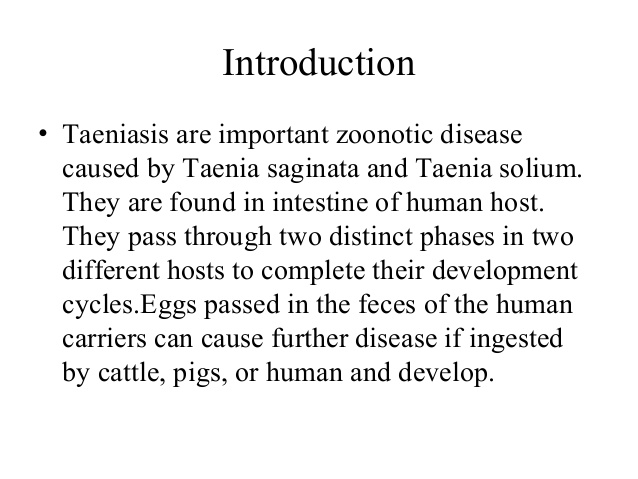 Introduction
• Taeniasis are important zoonotic disease
caused by Taenia saginata and Taenia solium.
They are found in intestine of human host.
They pass through two distinct phases in two
different hosts to complete their development
cycles.Eggs passed in the feces of the human
carriers can cause further disease if ingested
by cattle, pigs, or human and develop.